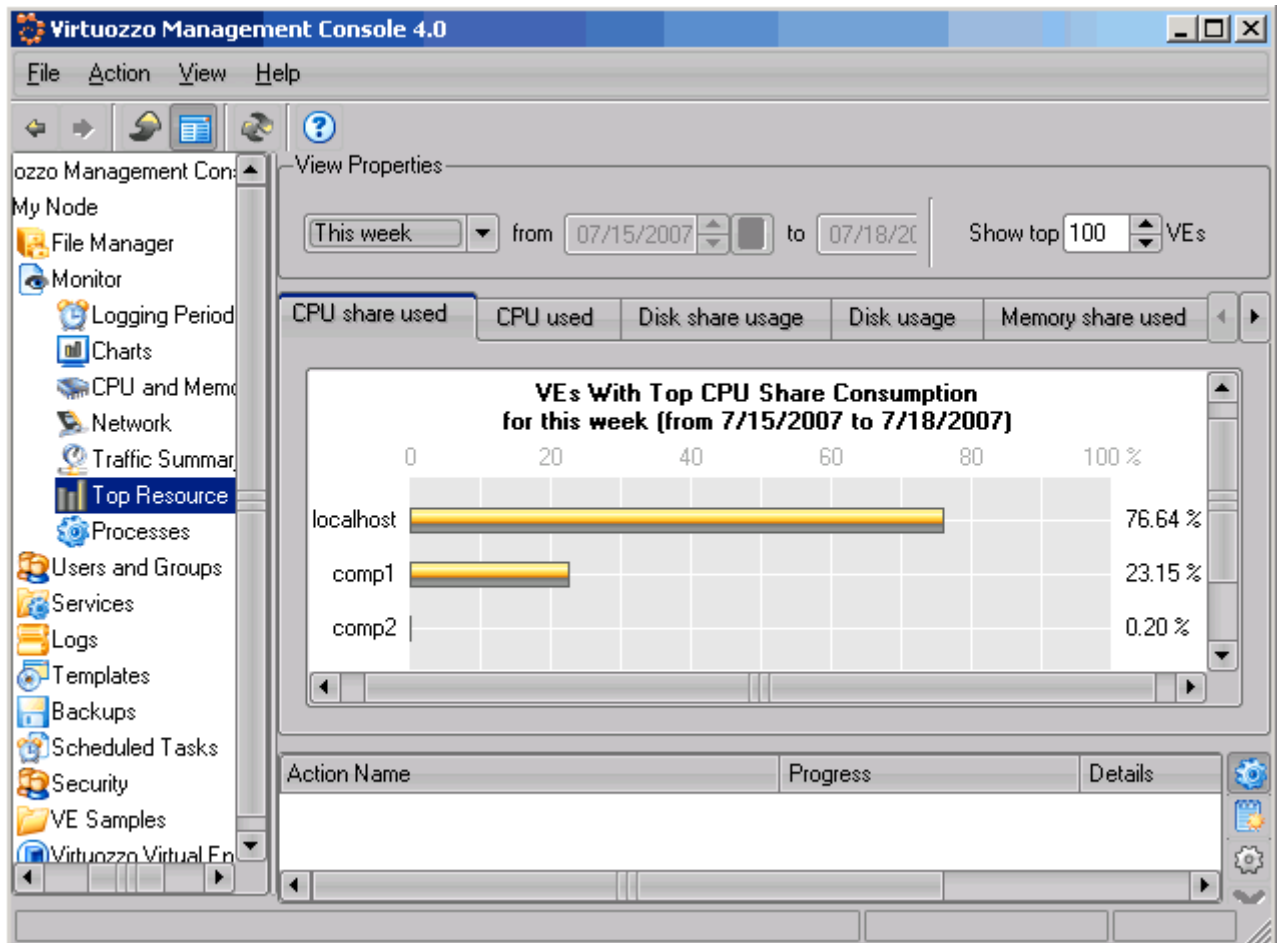 Virtuozzo Management Console 4.0
File Action View Help
ozzo Management Con
My Node
File Manager
Monitor
Logging Period
Charts
CPU and Mem
Network
Traffic Summar
Top Resource
Processes
Users and Groups
Services
Logs
Templates
Backups
Scheduled Tasks
Security
VE Samples
Virtuozzo Virtual En
View Properties
This week from 07/15/2007 to 07/18/20 Show top 100 VEs
CPU share used CPU used Disk share usage Disk usage Memory share used
VEs With Top CPU Share Consumption
for this week (from 7/15/2007 to 7/18/2007)
0 20 40 60 80 100 %
localhost 76.64 %
comp1 23.15 %
comp2 0.20 %
Action Name Progress Details